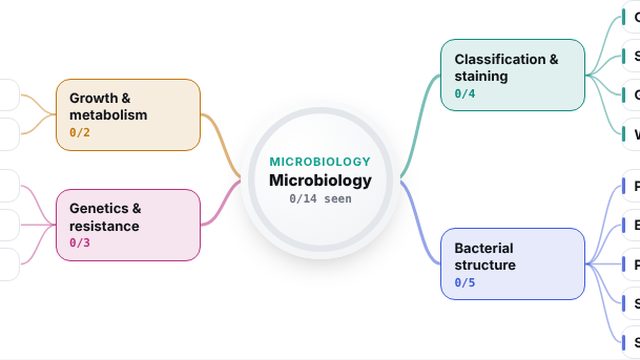 Growth &
metabolism
0/2
Genetics &
resistance
0/3
MICROBIOLOGY
Microbiology
0/14 seen
Classification &
staining
0/4
Bacterial
structure
0/5